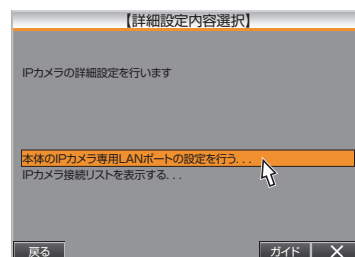 【詳細設定内容選択】
IPカメラの詳細設定を行います
本体のIPカメラ専用LANポートの設定を行う. . .
IPカメラ接続リストを表示する. . .
戻る ガイド ×